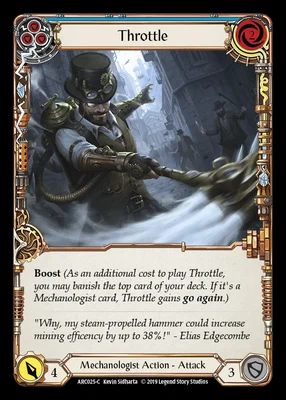 Throttle
Boost (As an additional cost to play Throttle,
you may banish the top card of your deck. If it's a
Mechanologist card, Throttle gains go again.)
"Why, my steam-propelled hammer could increase
mining efficiency by up to 38%!" - Elias Edgecombe
4
Mechanologist Action - Attack
3
ARC025-C Kevin Sidharta © 2019 Legend Story Studios